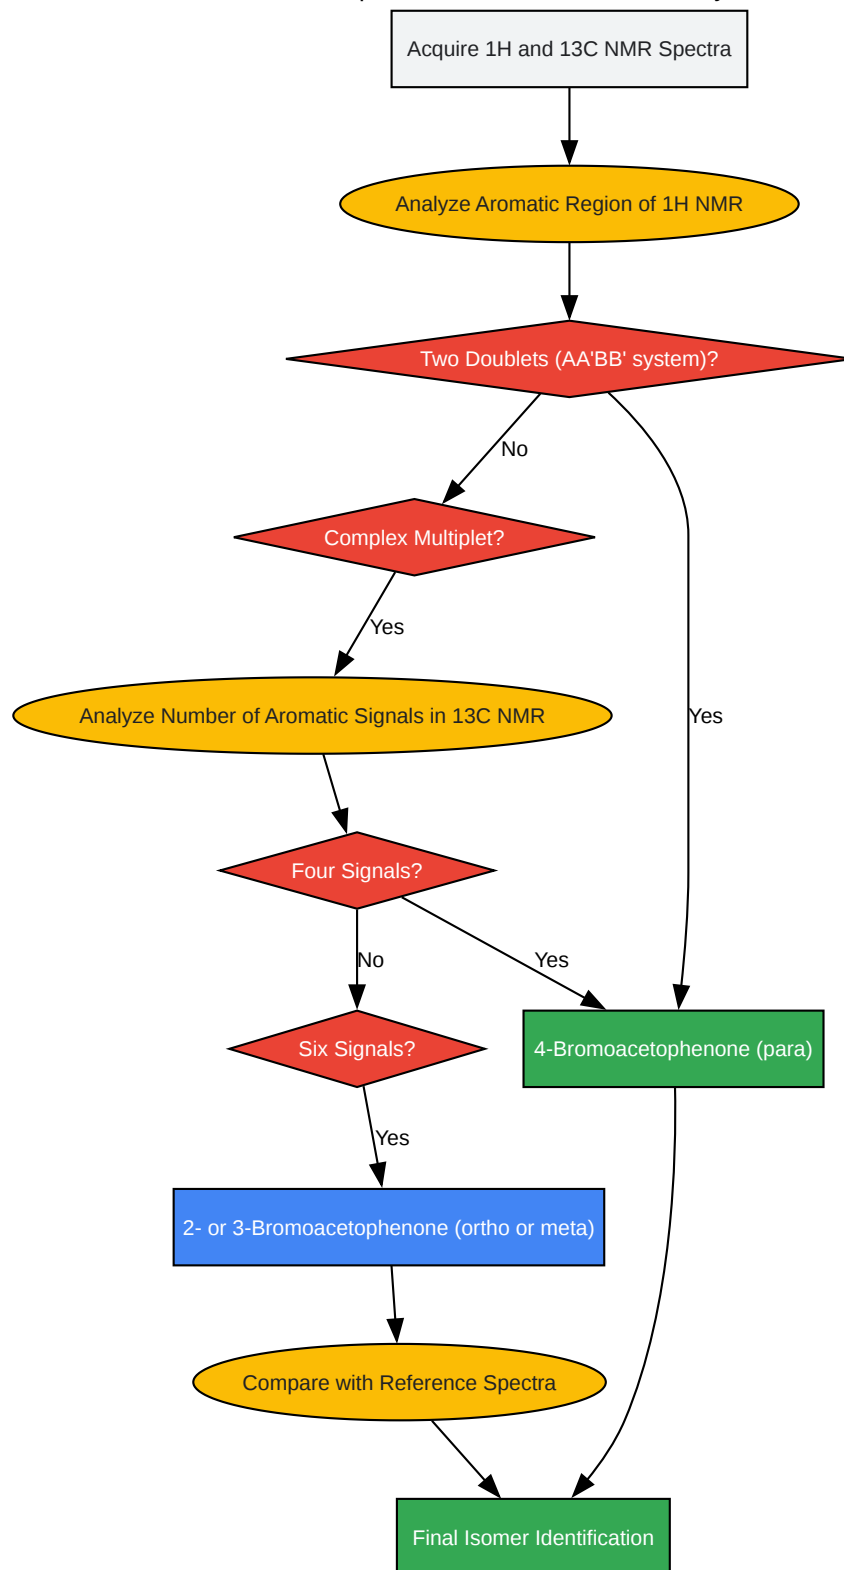 Acquire 1H and 13C NMR Spectra
Analyze Aromatic Region of 1H NMR
Two Doublets (AA'BB' system)?
No
Complex Multiplet?
Yes
Analyze Number of Aromatic Signals in 13C NMR
Yes
Four Signals?
No
Yes
Six Signals?
4-Bromoacetophenone (para)
Yes
2- or 3-Bromoacetophenone (ortho or meta)
Compare with Reference Spectra
Final Isomer Identification